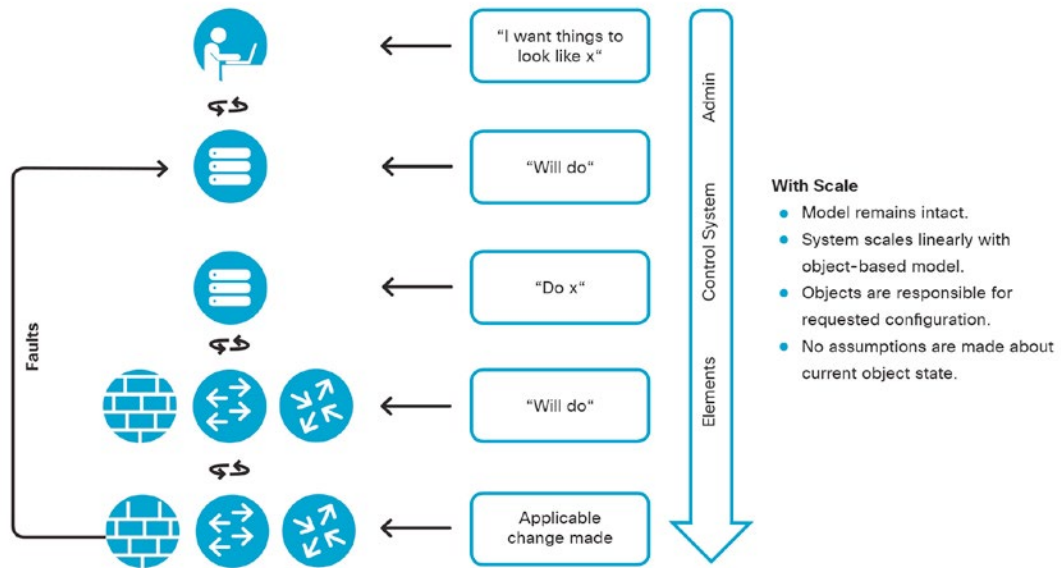 “I want things to
look like x“
“Will do“
“Do x“
“Will do“
Applicable
change made
Faults
Admin
Control System
Elements
With Scale
● Model remains intact.
● System scales linearly with
object-based model.
● Objects are responsible for
requested configuration.
● No assumptions are made about
current object state.